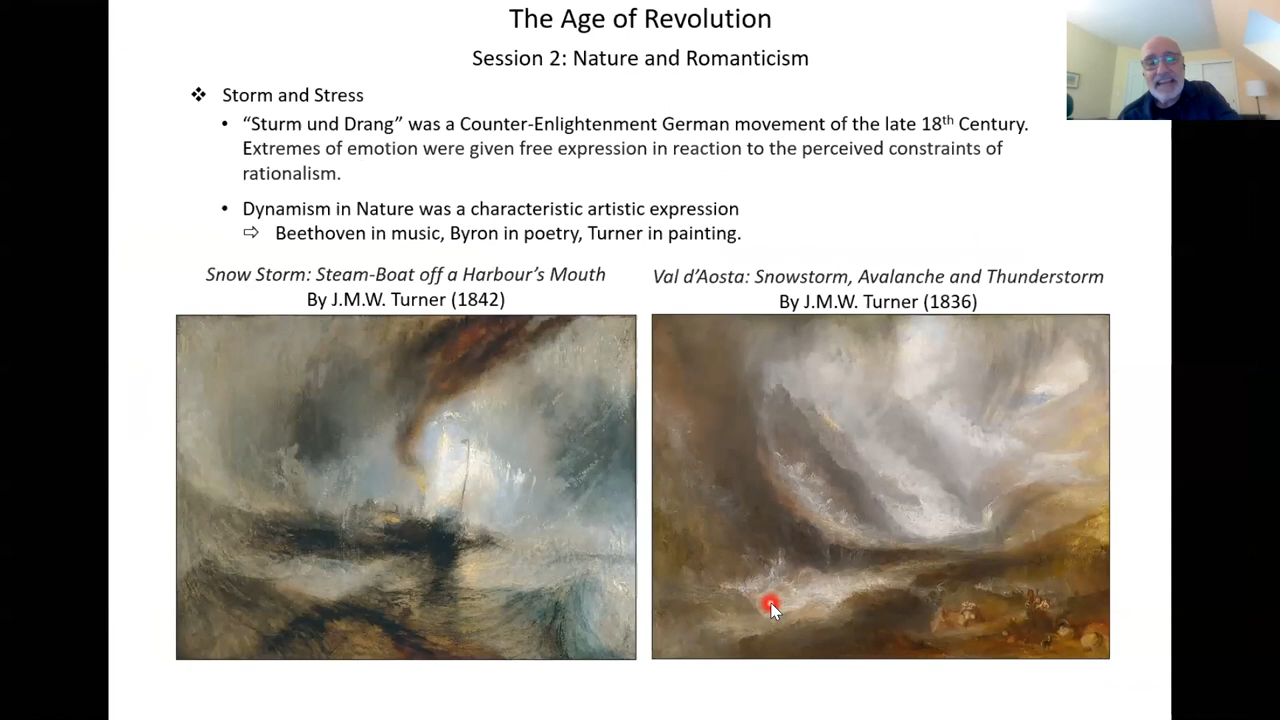 The Age of Revolution
Session 2: Nature and Romanticism
❖ Storm and Stress
• “Sturm und Drang” was a Counter-Enlightenment German movement of the late 18th Century.
Extremes of emotion were given free expression in reaction to the perceived constraints of
rationalism.
• Dynamism in Nature was a characteristic artistic expression
⇨ Beethoven in music, Byron in poetry, Turner in painting.
Snow Storm: Steam-Boat off a Harbour’s Mouth
By J.M.W. Turner (1842)
Val d’Aosta: Snowstorm, Avalanche and Thunderstorm
By J.M.W. Turner (1836)